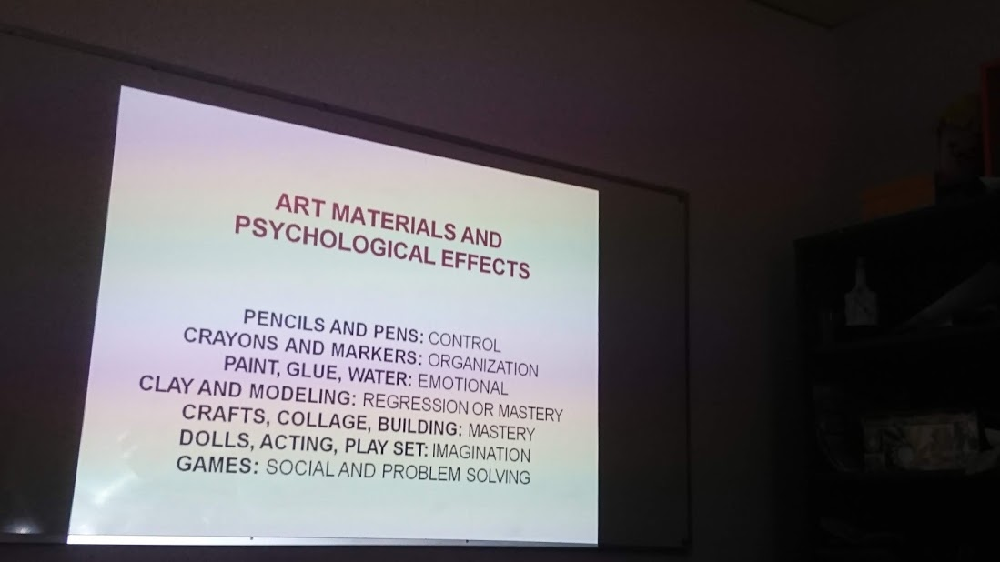 ART MATERIALS AND
PSYCHOLOGICAL EFFECTS
PENCILS AND PENS: CONTROL
CRAYONS AND MARKERS: ORGANIZATION
PAINT, GLUE, WATER: EMOTIONAL
CLAY AND MODELING: REGRESSION OR MASTERY
CRAFTS, COLLAGE, BUILDING: MASTERY
DOLLS, ACTING, PLAY SET: IMAGINATION
GAMES: SOCIAL AND PROBLEM SOLVING